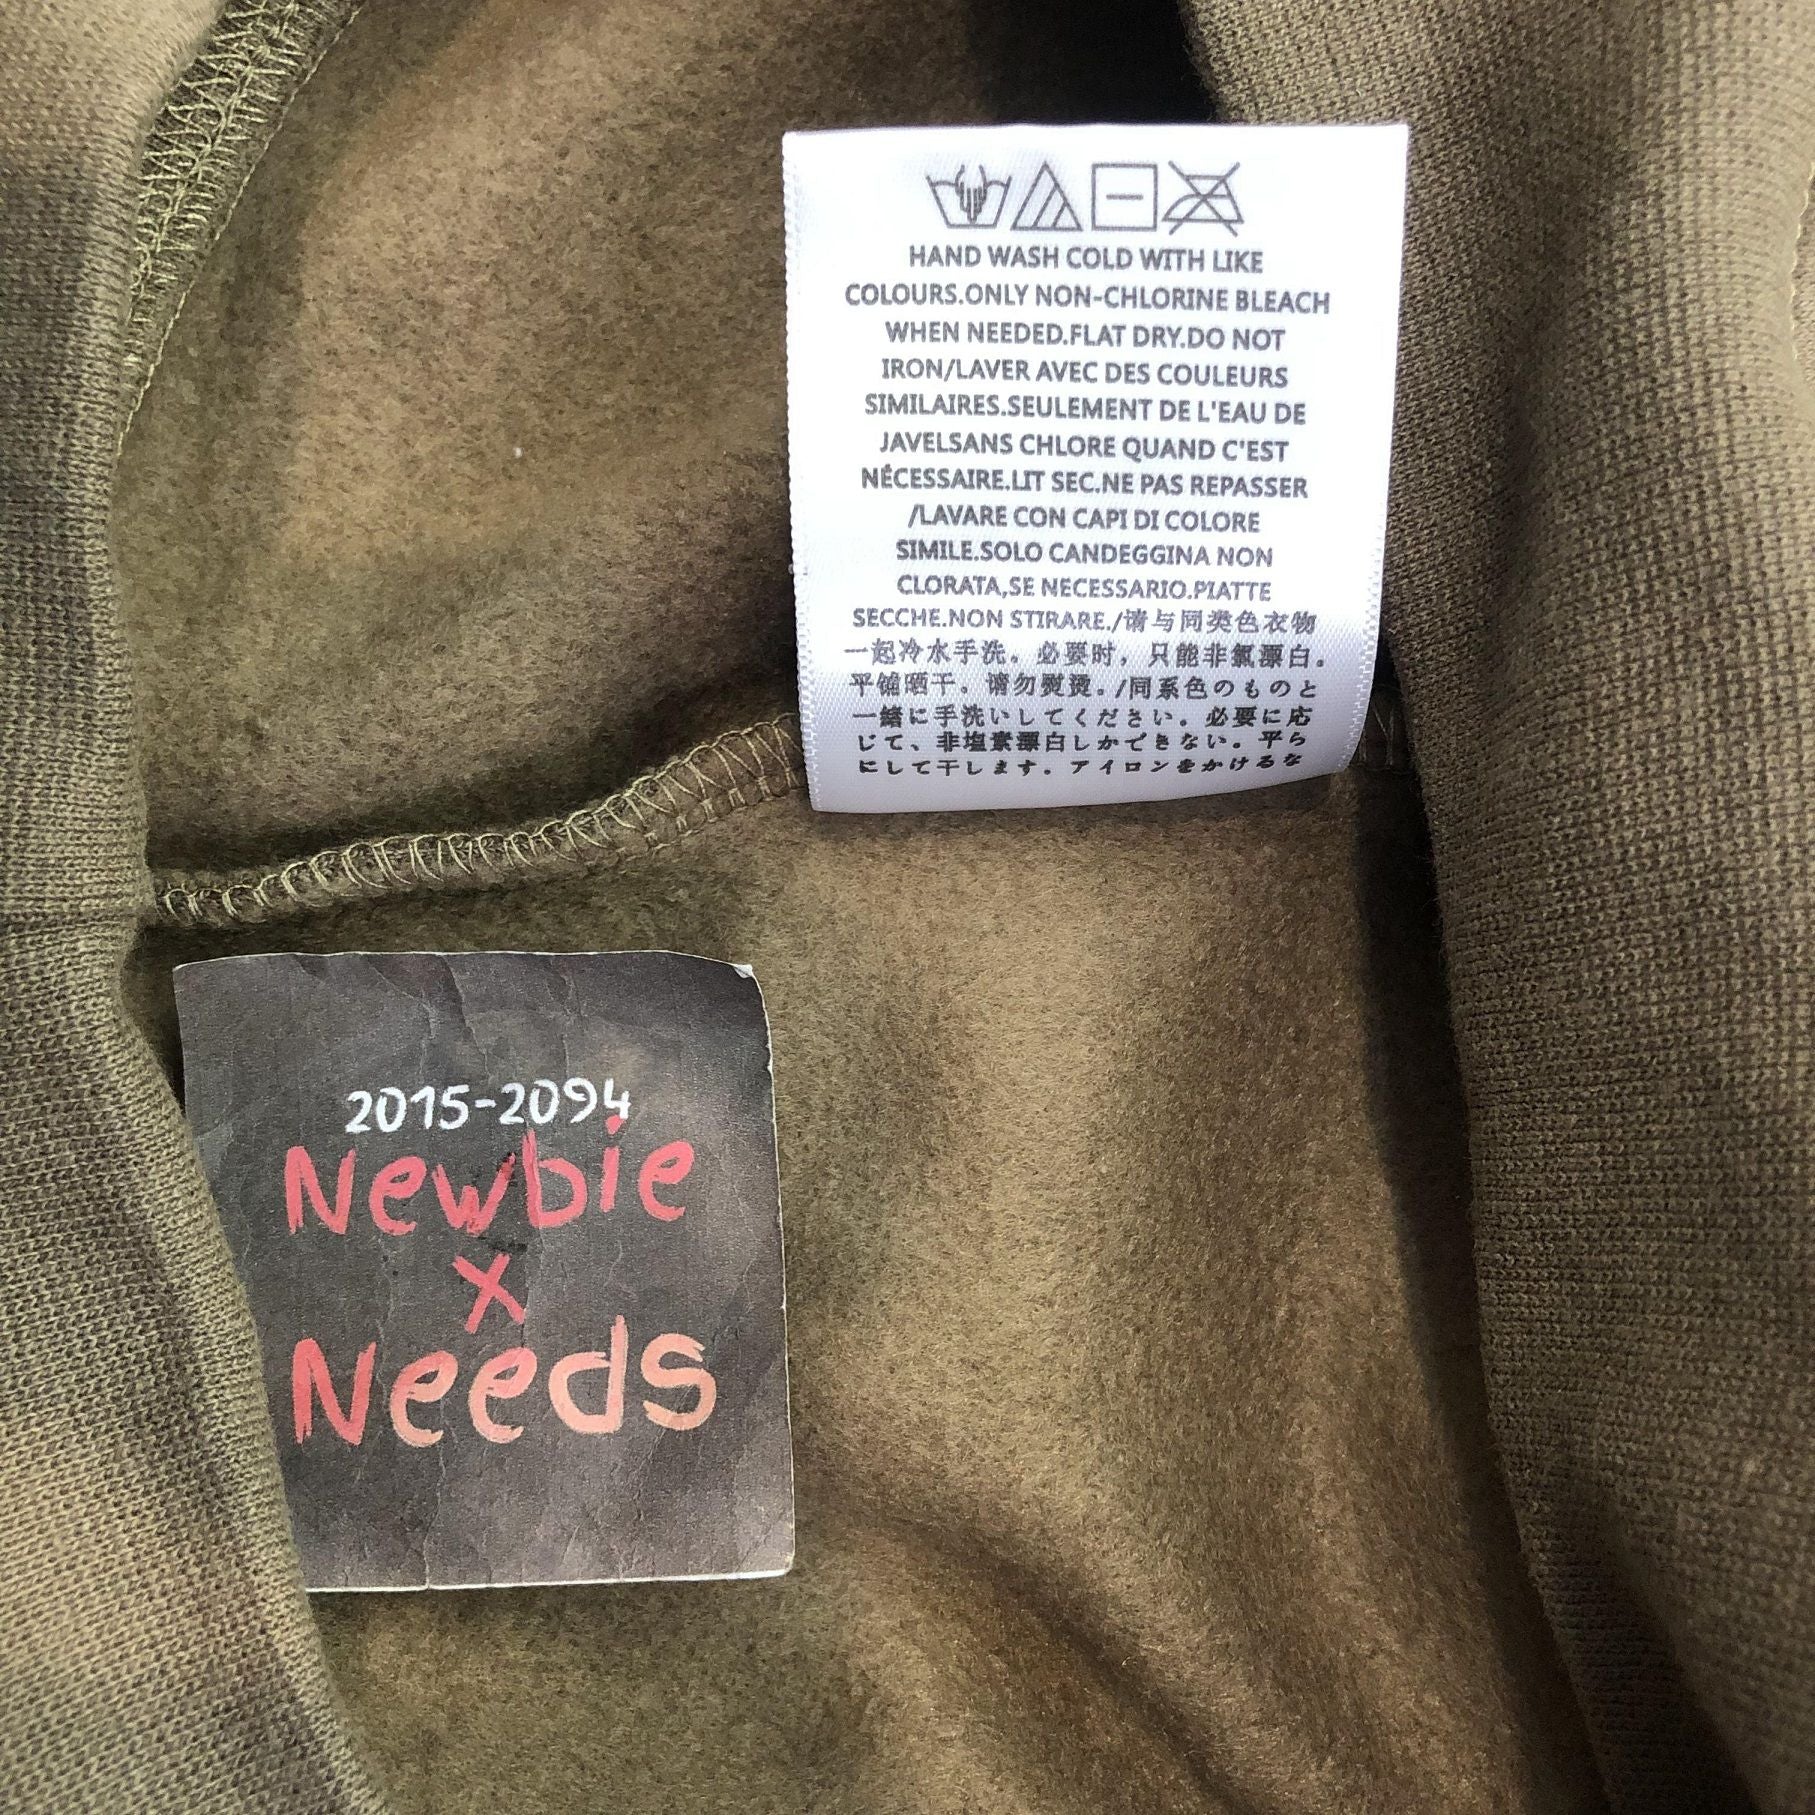 HAND WASH COLD WITH LIKE
COLOURS.ONLY NON-CHLORINE BLEACH
WHEN NEEDED.FLAT DRY.DO NOT
IRON/LAVER AVEC DES COULEURS
SIMILAIRES.SEULEMENT DE L'EAU DE
JAVELSANS CHLORE QUAND C'EST
NÉCESSAIRE.LIT SEC.NE PAS REPASSER
/LAVARE CON CAPI DI COLORE
SIMILE.SOLO CANDEGGINA NON
CLORATA,SE NECESSARIO.PIATTE
SECCHE.NON STIRARE./请与同类色衣物
一起冷水手洗。必要时，只能非氯漂白。
平铺晒干。请勿熨烫。/同系色のものと
一緒に手洗いしてください。必要に応
じて、非塩素漂白しかできない。平ら
にして干します。アイロンをかけるな
2015-2094
Newbie
x
Needs